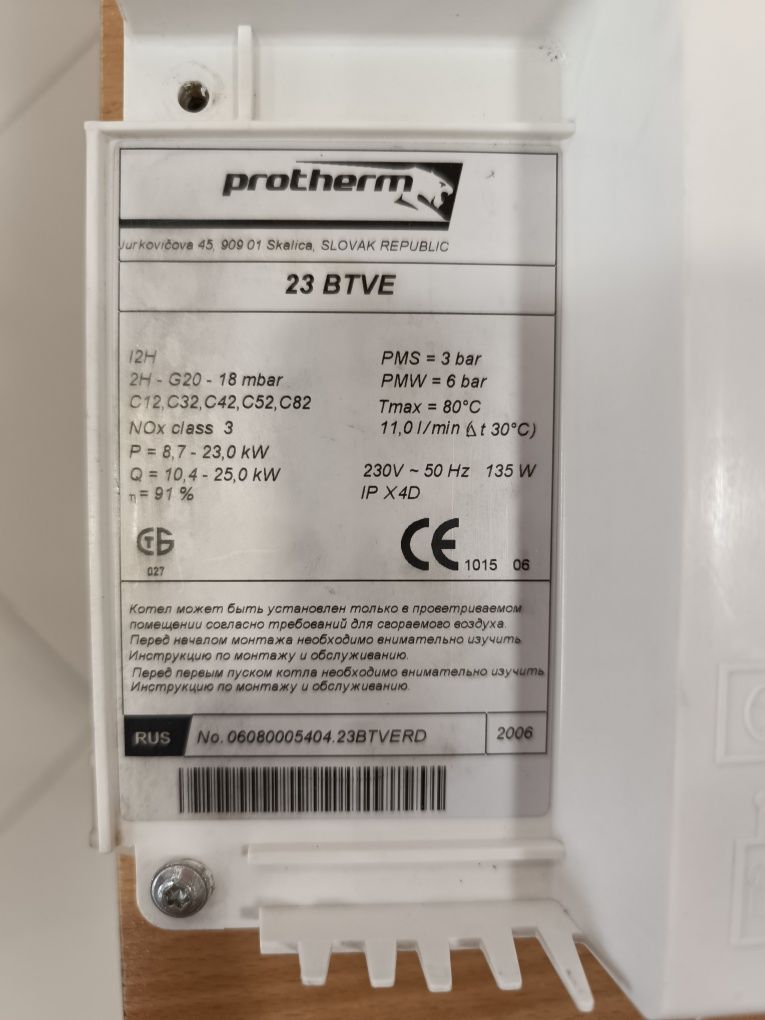 protherm
Jurkovičova 45, 909 01 Skalica, SLOVAK REPUBLIC
23 BTVE
I2H
2H - G20 - 18 mbar
C12,C32,C42,C52,C82
NOx class 3
P = 8,7 - 23,0 kW
Q = 10,4 - 25,0 kW
η = 91 %
PMS = 3 bar
PMW = 6 bar
Tmax = 80°C
11,0 l/min (Δt 30°C)
230V ~ 50 Hz 135 W
IP X4D
027
CE 1015 06
Котел может быть установлен только в проветриваемом
помещении согласно требований для сгораемого воздуха.
Перед началом монтажа необходимо внимательно изучить
Инструкцию по монтажу и обслуживанию.
Перед первым пуском котла необходимо внимательно изучить
Инструкцию по монтажу и обслуживанию.
RUS No. 06080005404.23BTVERD 2006